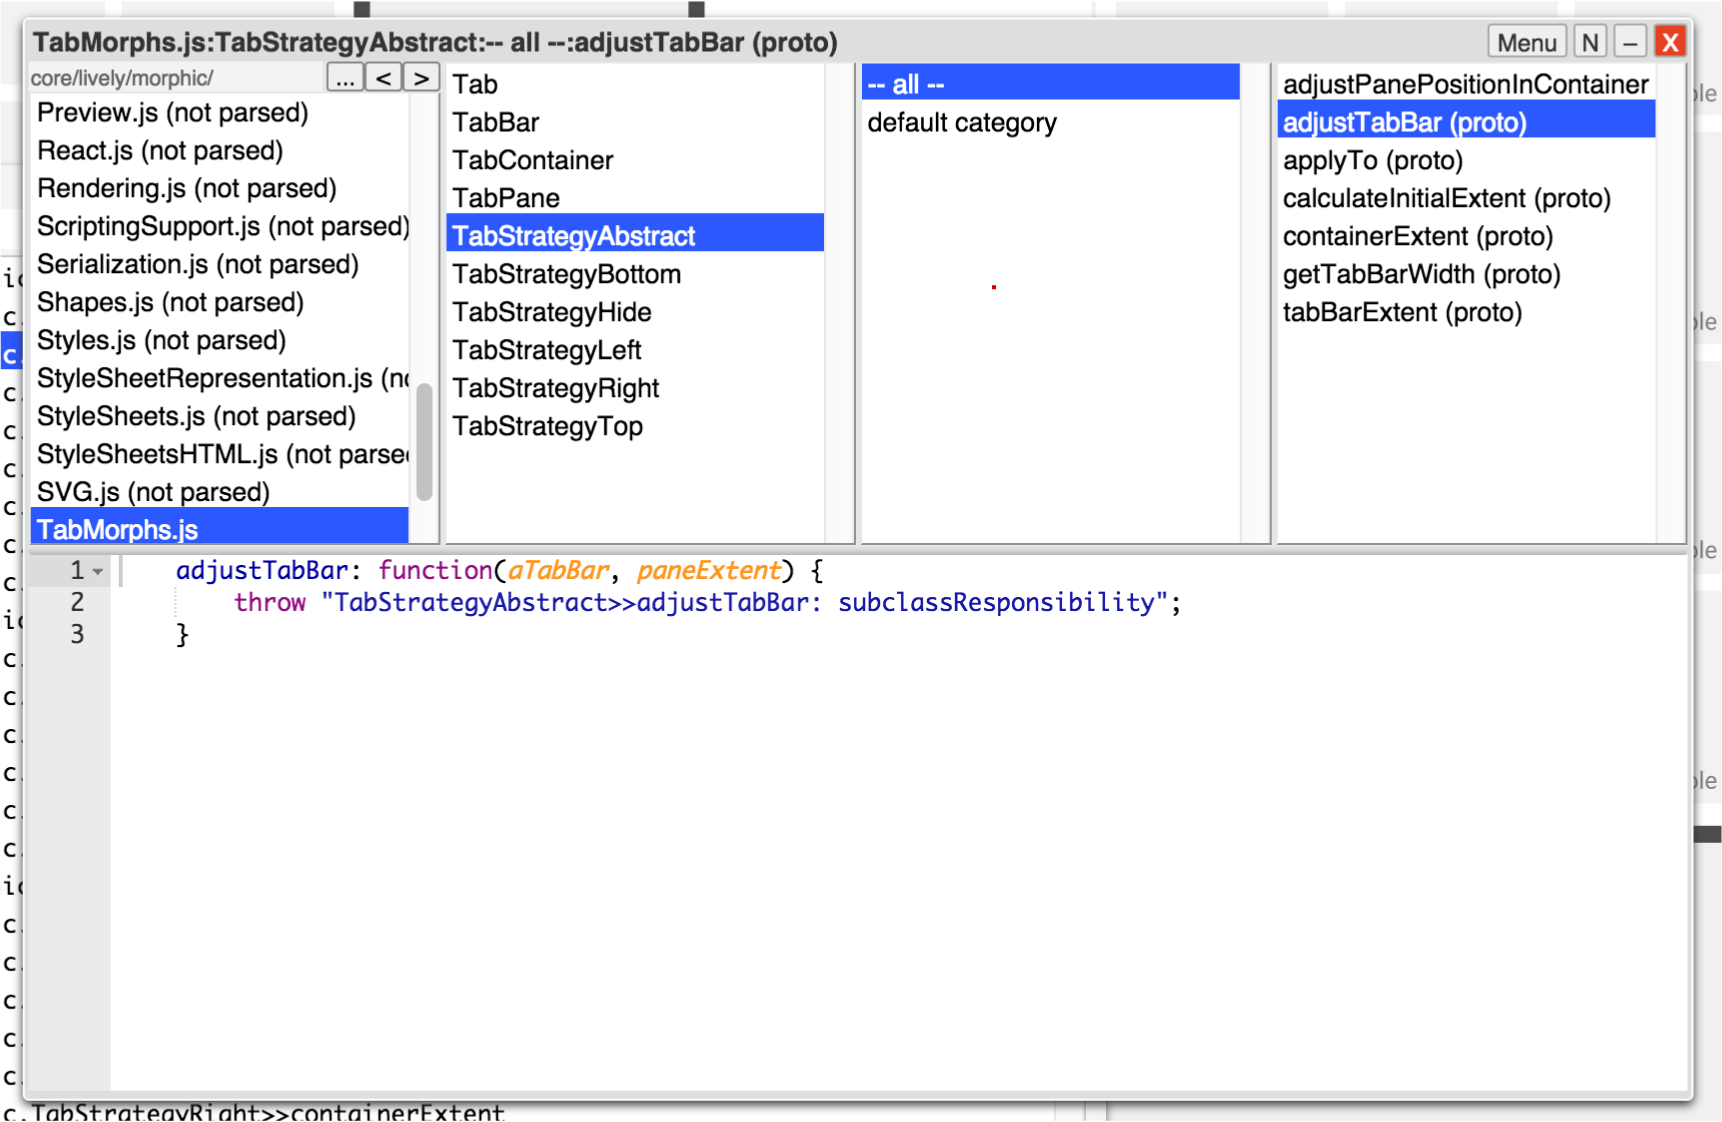 TabMorphs.js:TabStrategyAbstract:-- all --:adjustTabBar (proto)
Menu N – X
core/lively/morphic/
... < >
Preview.js (not parsed)
React.js (not parsed)
Rendering.js (not parsed)
ScriptingSupport.js (not parsed)
Serialization.js (not parsed)
Shapes.js (not parsed)
Styles.js (not parsed)
StyleSheetRepresentation.js (no
StyleSheets.js (not parsed)
StyleSheetsHTML.js (not parse
SVG.js (not parsed)
TabMorphs.js
Tab
TabBar
TabContainer
TabPane
TabStrategyAbstract
TabStrategyBottom
TabStrategyHide
TabStrategyLeft
TabStrategyRight
TabStrategyTop
-- all --
default category
adjustPanePositionInContainer
adjustTabBar (proto)
applyTo (proto)
calculateInitialExtent (proto)
containerExtent (proto)
getTabBarWidth (proto)
tabBarExtent (proto)
1 adjustTabBar: function(aTabBar, paneExtent) {
2 throw "TabStrategyAbstract>>adjustTabBar: subclassResponsibility";
3 }
c.TabStrategyRight>>containerExtent